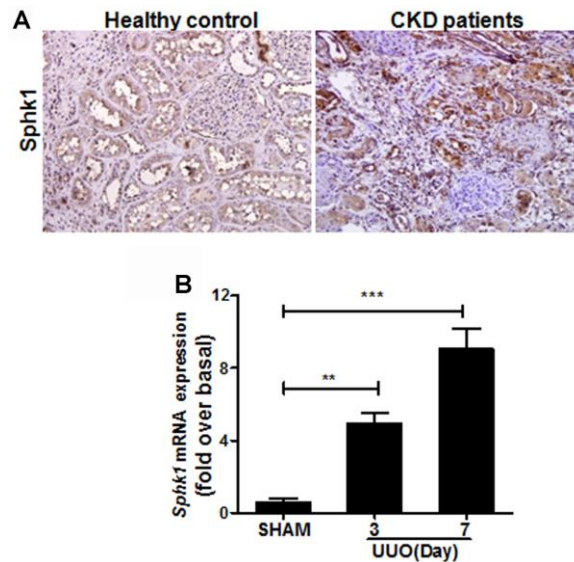 A
Healthy control
CKD patients
Sphk1
B
Sphk1 mRNA expression
(fold over basal)
12
8
4
0
***
**
SHAM
3
7
UUO(Day)